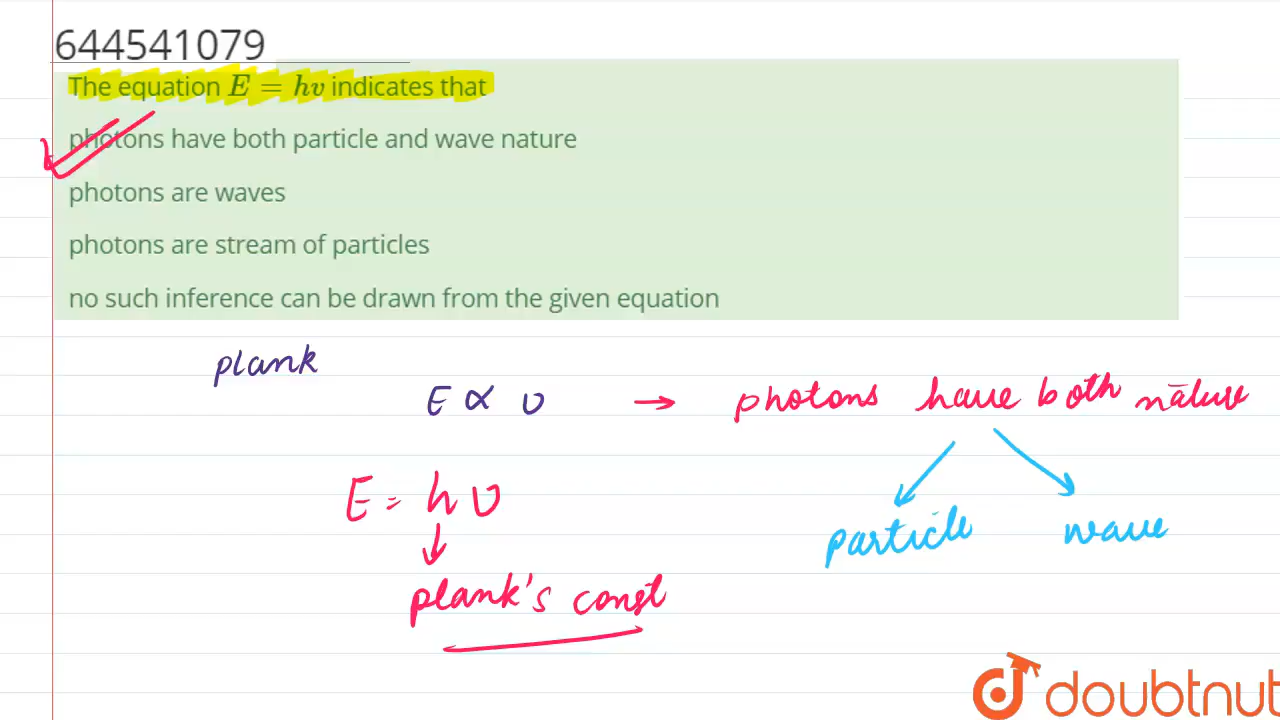 644541079
The equation E = hv indicates that
photons have both particle and wave nature
photons are waves
photons are stream of particles
no such inference can be drawn from the given equation
plank
E ∝ υ → photons have both nature
E = hυ
particle wave
plank's const
doubtnut